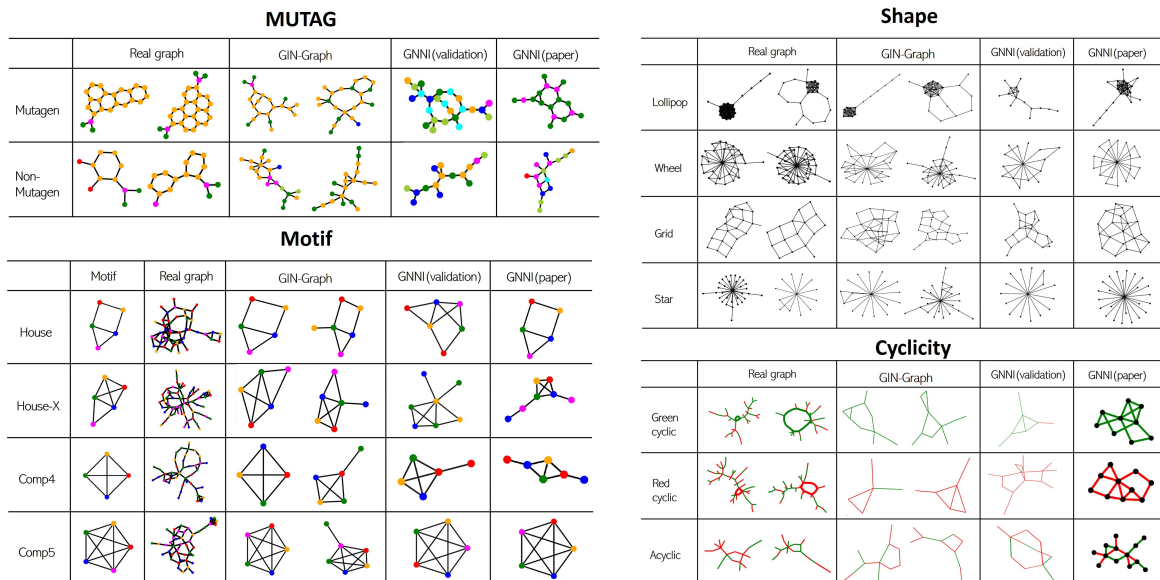 MUTAG
Real graph GIN-Graph GNNI(validation) GNNI(paper)
Mutagen
Non-
Mutagen
Motif
Motif Real graph GIN-Graph GNNI(validation) GNNI(paper)
House
House-X
Comp4
Comp5
Shape
Real graph GIN-Graph GNNI(validation) GNNI(paper)
Lollipop
Wheel
Grid
Star
Cyclicity
Real graph GIN-Graph GNNI(validation) GNNI(paper)
Green
cyclic
Red
cyclic
Acyclic